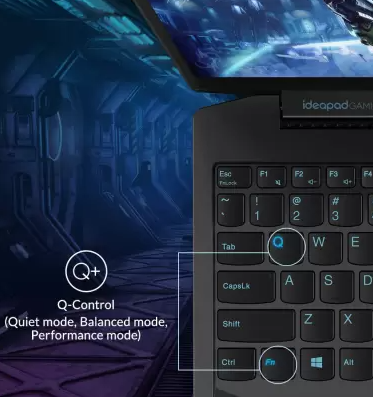 ideapad GAMI
Esc
FnLock
F1
F2
F3
F4
~
`
!
1
@
2
#
3
Tab
Q
W
E
CapsLk
A
S
D
Shift
Z
X
Ctrl
Fn
Alt
Q+
Q-Control
(Quiet mode, Balanced mode,
Performance mode)